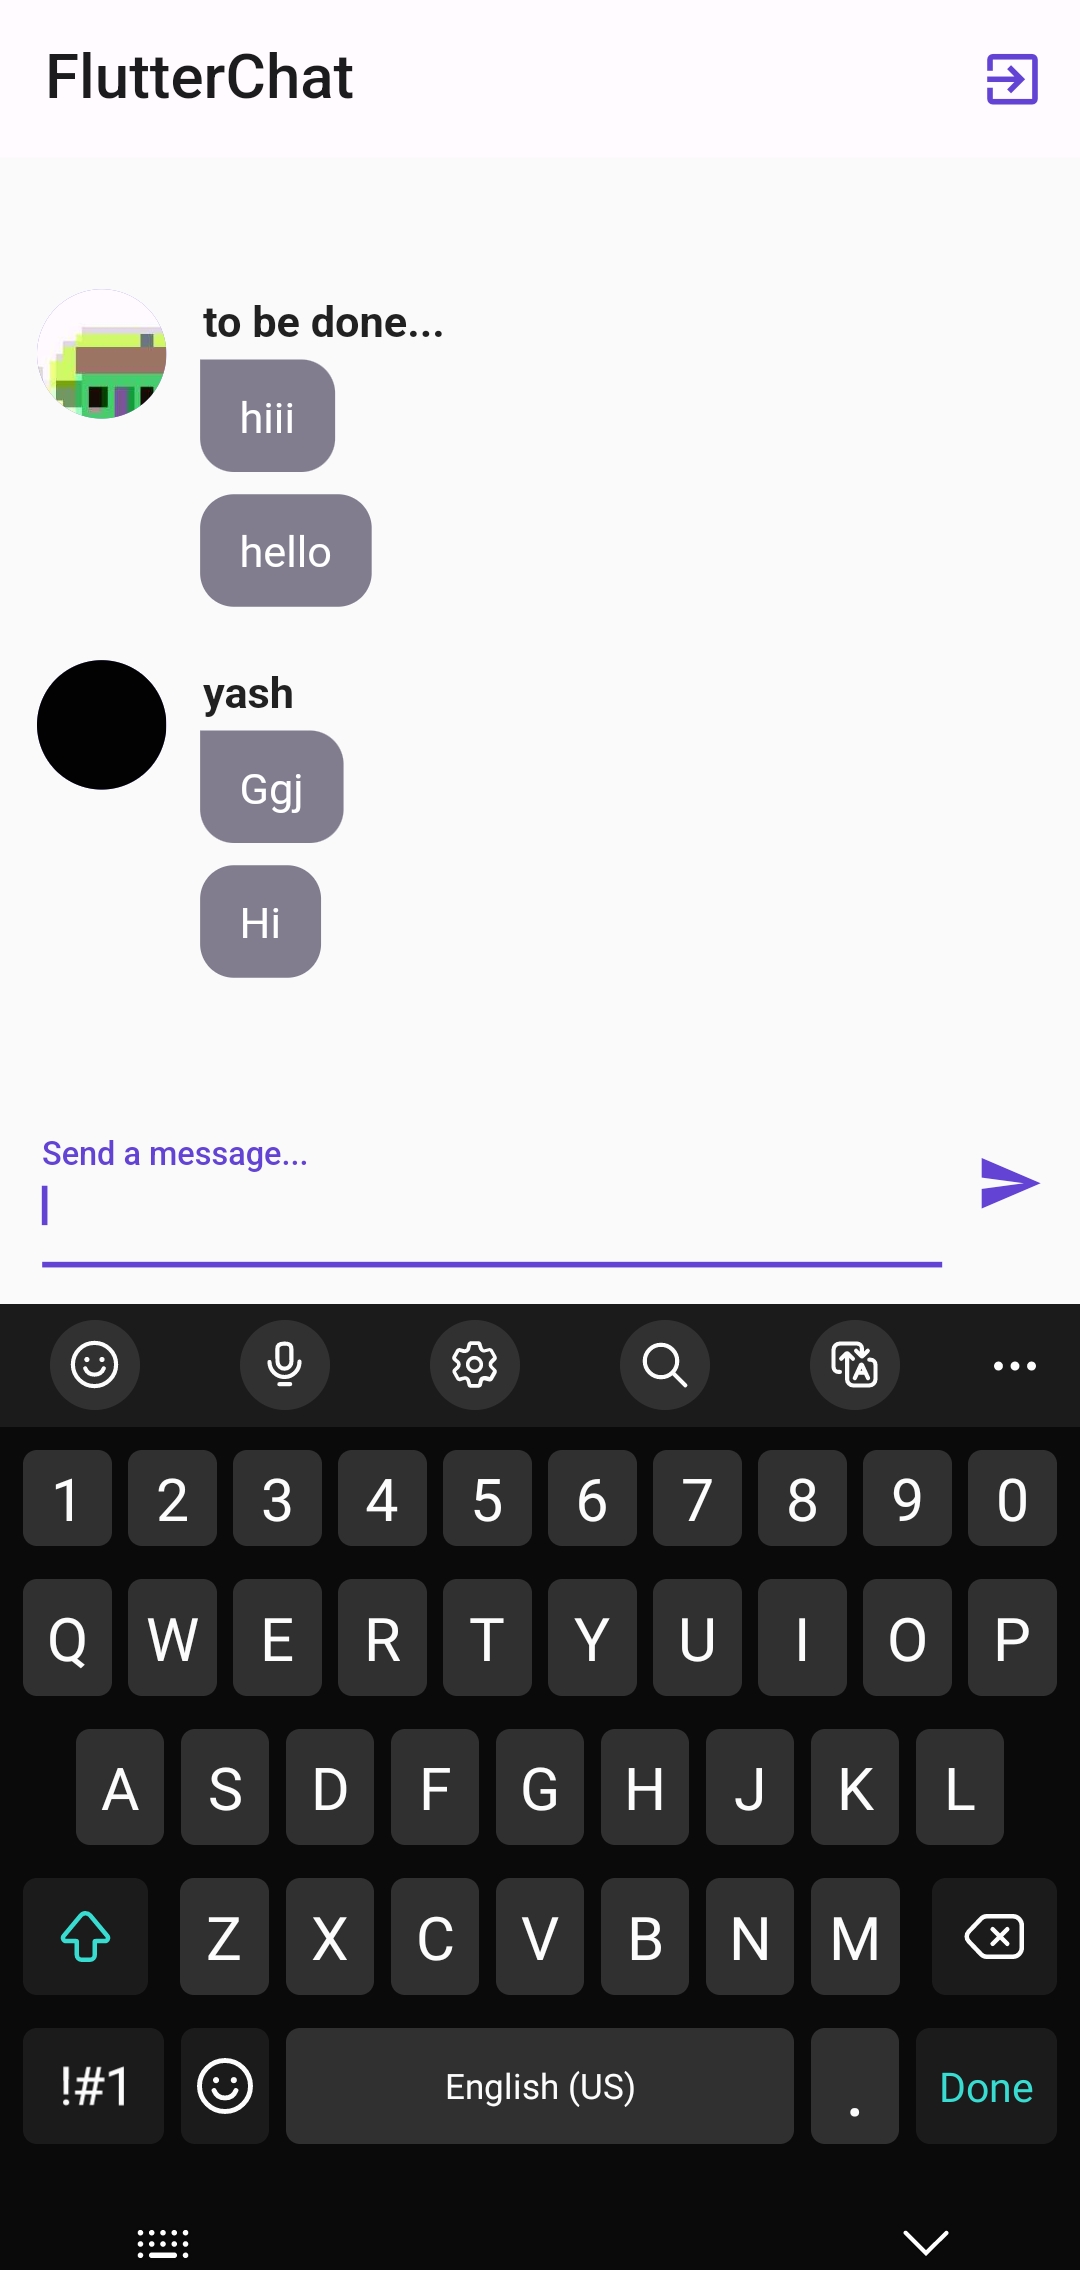 FlutterChat
to be done...
hiii
hello
yash
Ggj
Hi
Send a message...
1 2 3 4 5 6 7 8 9 0
Q W E R T Y U I O P
A S D F G H J K L
Z X C V B N M
!#1 English (US) . Done